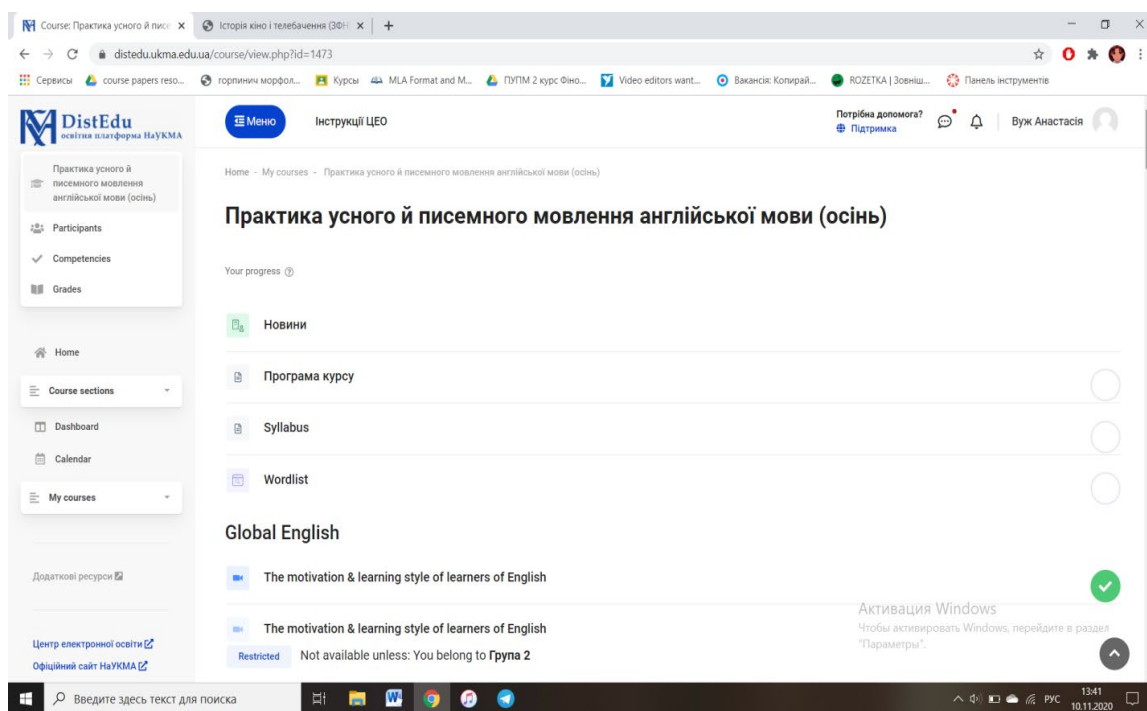 Course: Практика усного й писе
Історія кіно і телебачення (ЗФН
distedu.ukma.edu.ua/course/view.php?id=1473
Сервисы
course papers reso...
горпинич морфол...
Курсы
MLA Format and M...
ПУПМ 2 курс Фіно...
Video editors want...
Вакансія: Копирай...
ROZETKA | Зовніш...
Панель інструментів
DistEdu
освітня платформа НаУКМА
Меню
Інструкції ЦЕО
Потрібна допомога?
Підтримка
Вуж Анастасія
Практика усного й
писемного мовлення
англійської мови (осінь)
Participants
Competencies
Grades
Home
Course sections
Dashboard
Calendar
My courses
Додаткові ресурси
Центр електронної освіти
Офіційний сайт НаУКМА
Home - My courses - Практика усного й писемного мовлення англійської мови (осінь)
Практика усного й писемного мовлення англійської мови (осінь)
Your progress
Новини
Програма курсу
Syllabus
Wordlist
Global English
The motivation & learning style of learners of English
The motivation & learning style of learners of English
Restricted Not available unless: You belong to Група 2
Активация Windows
Чтобы активировать Windows, перейдите в раздел
"Параметры".
Введите здесь текст для поиска
РУС
13:41
10.11.2020